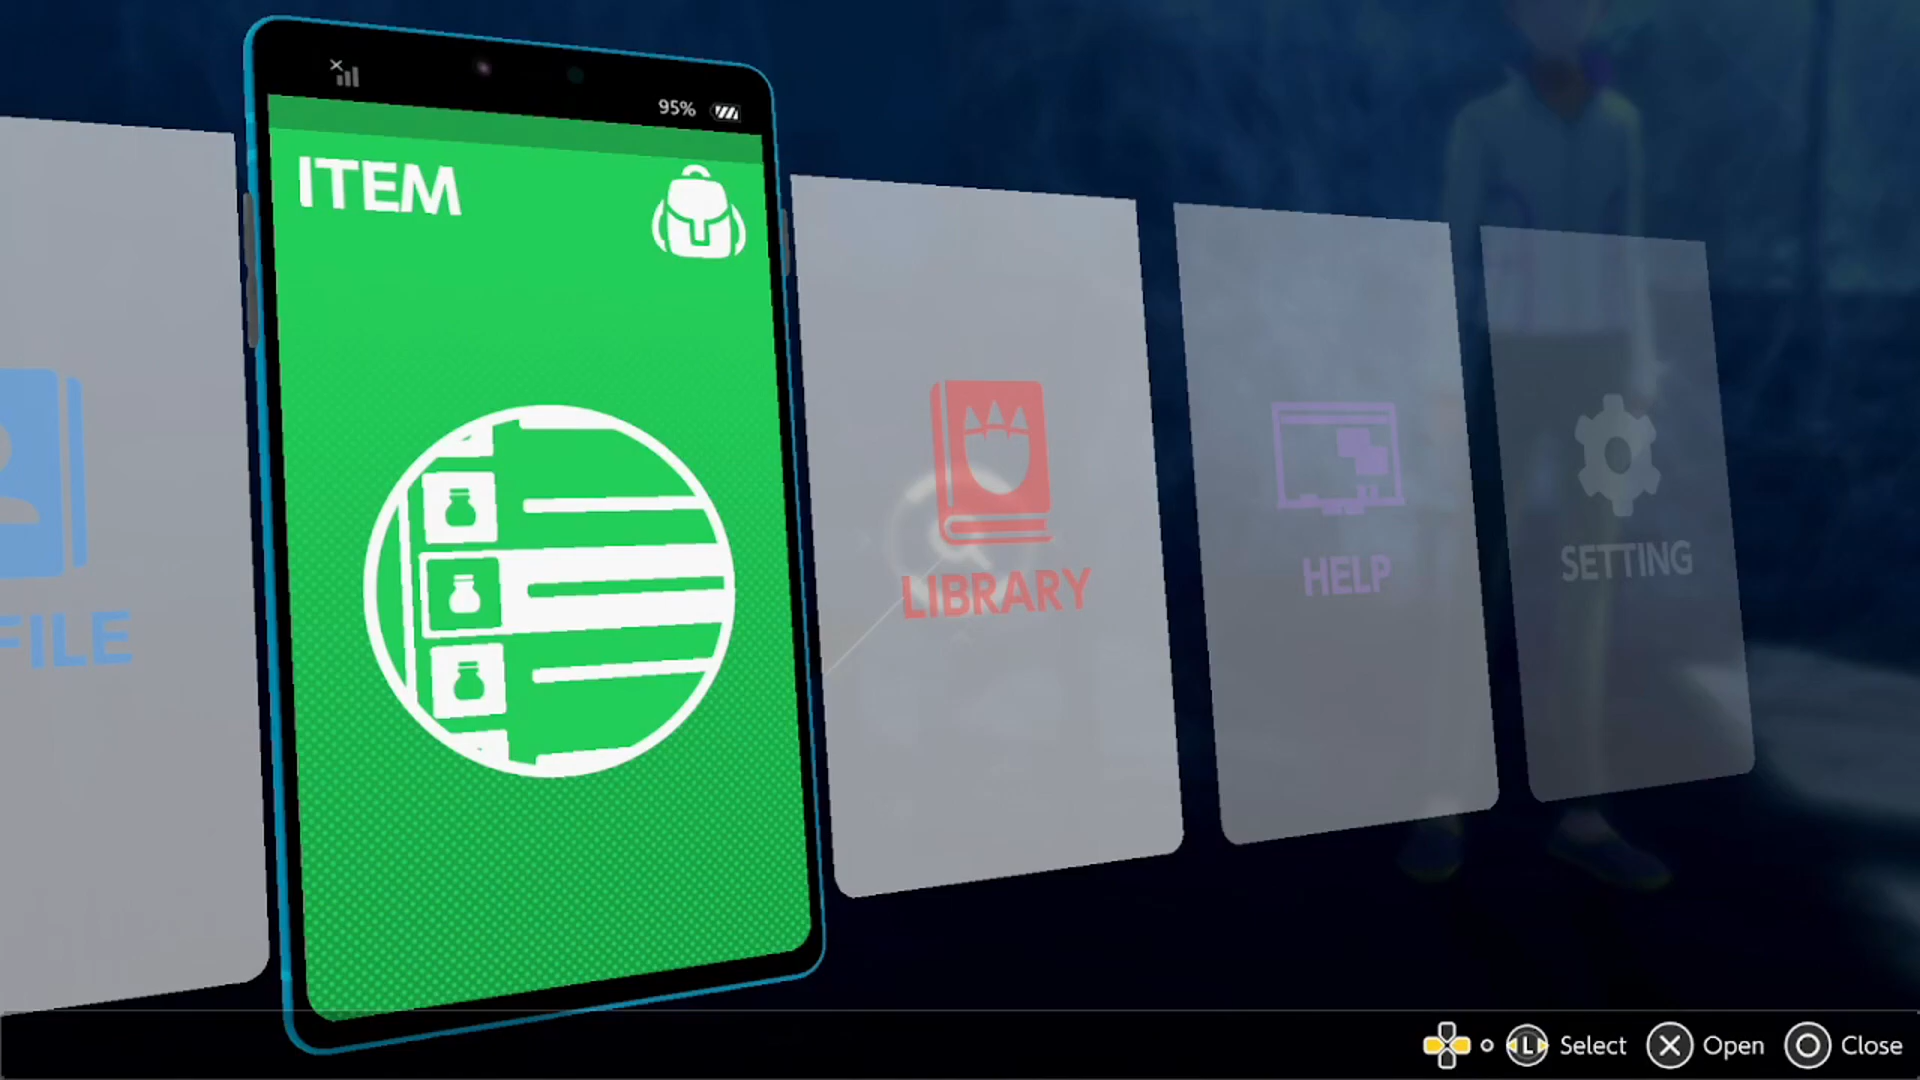 95%
ITEM
FILE
LIBRARY
HELP
SETTING
L Select Open Close